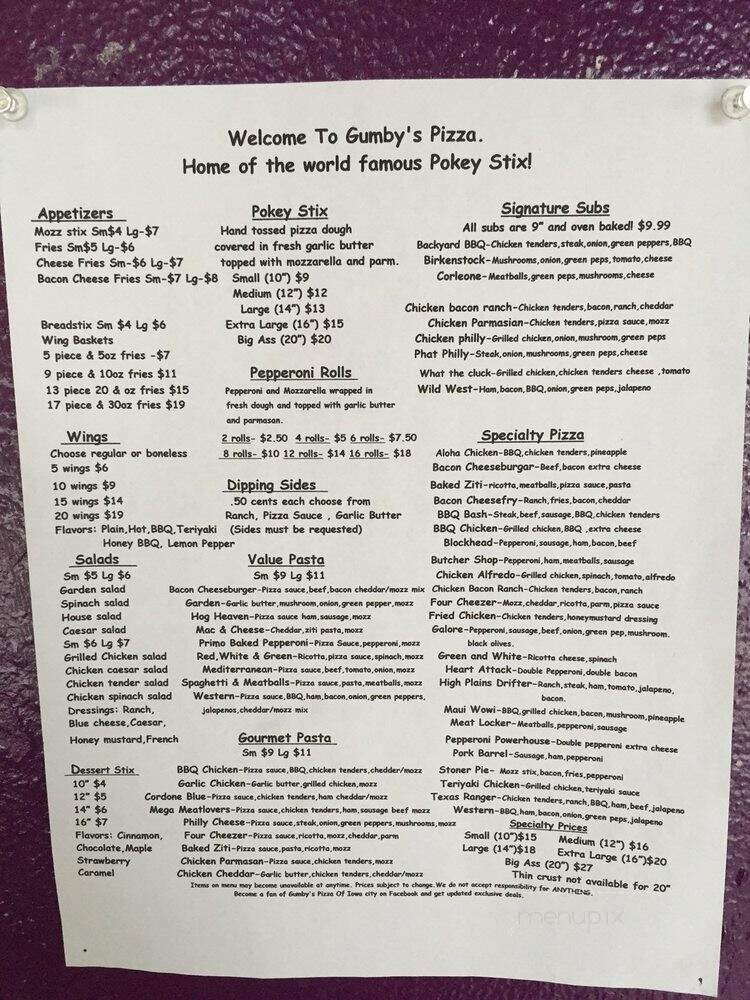 Welcome To Gumby's Pizza.
Home of the world famous Pokey Stix!
Appetizers
Mozz stix Sm$4 Lg-$7
Fries Sm$5 Lg-$6
Cheese Fries Sm-$6 Lg-$7
Bacon Cheese Fries Sm-$7 Lg-$8
Breadstix Sm $4 Lg $6
Wing Baskets
5 piece & 5oz fries -$7
9 piece & 10oz fries $11
13 piece 20 & oz fries $15
17 piece & 30oz fries $19
Wings
Choose regular or boneless
5 wings $6
10 wings $9
15 wings $14
20 wings $19
Flavors: Plain,Hot,BBQ,Teriyaki
Honey BBQ, Lemon Pepper
Salads
Sm $5 Lg $6
Garden salad
Spinach salad
House salad
Caesar salad
Sm $6 Lg $7
Grilled Chicken salad
Chicken caesar salad
Chicken tender salad
Chicken spinach salad
Dressings: Ranch,
Blue cheese,Caesar,
Honey mustard,French
Dessert Stix
10" $4
12" $5
14" $6
16" $7
Flavors: Cinnamon,
Chocolate,Maple
Strawberry
Caramel
Pokey Stix
Hand tossed pizza dough
covered in fresh garlic butter
topped with mozzarella and parm.
Small (10") $9
Medium (12") $12
Large (14") $13
Extra Large (16") $15
Big Ass (20") $20
Pepperoni Rolls
Pepperoni and Mozzarella wrapped in
fresh dough and topped with garlic butter
and parmasan.
2 rolls- $2.50 4 rolls- $5 6 rolls- $7.50
8 rolls- $10 12 rolls- $14 16 rolls- $18
Dipping Sides
.50 cents each choose from
Ranch, Pizza Sauce , Garlic Butter
(Sides must be requested)
Value Pasta
Sm $9 Lg $11
Bacon Cheeseburger-Pizza sauce,beef,bacon cheddar/mozz mix
Garden-Garlic butter,mushroom,onion,green pepper,mozz
Hog Heaven-Pizza sauce ham,sausage,mozz
Mac & Cheese-Cheddar,ziti pasta,mozz
Primo Baked Pepperoni-Pizza Sauce,pepperoni,mozz
Red,White & Green-Ricotta,pizza sauce,spinach,mozz
Mediterranean-Pizza sauce,beef,tomato,onion,mozz
Spaghetti & Meatballs-Pizza sauce,pasta,meatballs,mozz
Western-Pizza sauce,BBQ,ham,bacon,onion,green peppers,
jalapenos,cheddar/mozz mix
Gourmet Pasta
Sm $9 Lg $11
BBQ Chicken-Pizza sauce,BBQ,chicken tenders,chedder/mozz
Garlic Chicken-Garlic butter,grilled chicken,mozz
Cordone Blue-Pizza sauce,chicken tenders,ham cheddar/mozz
Mega Meatlovers-Pizza sauce,chicken tenders,ham,sausage beef mozz
Philly Cheese-Pizza sauce,steak,onion,green peppers,mushrooms,mozz
Four Cheezer-Pizza sauce,ricotta,mozz,cheddar,parm
Baked Ziti-Pizza sauce,pasta,ricotta,mozz
Chicken Parmasan-Pizza sauce,chicken tenders,mozz
Chicken Cheddar-Garlic butter,chicken tenders,cheddar/mozz
Signature Subs
All subs are 9" and oven baked! $9.99
Backyard BBQ-Chicken tenders,steak,onion,green peppers,BBQ
Birkenstock-Mushrooms,onion,green peps,tomato,cheese
Corleone-Meatballs,green peps,mushrooms,cheese
Chicken bacon ranch-Chicken tenders,bacon,ranch,cheddar
Chicken Parmasian-Chicken tenders,pizza sauce,mozz
Chicken philly-Grilled chicken,onion,mushroom,green peps
Phat Philly-Steak,onion,mushrooms,green peps,cheese
What the cluck-Grilled chicken,chicken tenders cheese ,tomato
Wild West-Ham,bacon,BBQ,onion,green peps,jalapeno
Specialty Pizza
Aloha Chicken-BBQ,chicken tenders,pineapple
Bacon Cheeseburgar-Beef,bacon extra cheese
Baked Ziti-ricotta,meatballs,pizza sauce,pasta
Bacon Cheesefry-Ranch,fries,bacon,cheddar
BBQ Bash-Steak,beef,sausage,BBQ,chicken tenders
BBQ Chicken-Grilled chicken,BBQ ,extra cheese
Blockhead-Pepperoni,sausage,ham,bacon,beef
Butcher Shop-Pepperoni,ham,meatballs,sausage
Chicken Alfredo-Grilled chicken,spinach,tomato,alfredo
Chicken Bacon Ranch-Chicken tenders,bacon,ranch
Four Cheezer-Mozz,cheddar,ricotta,parm,pizza sauce
Fried Chicken-Chicken tenders,honeymustard dressing
Galore-Pepperoni,sausage,beef,onion,green pep,mushroom.
black olives.
Green and White-Ricotta cheese,spinach
Heart Attack-Double Pepperoni,double bacon
High Plains Drifter-Ranch,steak,ham,tomato,jalapeno,
bacon.
Maui Wowi-BBQ,grilled chicken,bacon,mushroom,pineapple
Meat Locker-Meatballs,pepperoni,sausage
Pepperoni Powerhouse-Double pepperoni extra cheese
Pork Barrel-Sausage,ham,pepperoni
Stoner Pie- Mozz stix,bacon,fries,pepperoni
Teriyaki Chicken-Grilled chicken,teriyaki sauce
Texas Ranger-Chicken tenders,ranch,BBQ,ham,beef,jalapeno
Western-BBQ,ham,bacon,onion,green peps,jalapeno
Specialty Prices
Small (10")$15 Medium (12") $16
Large (14")$18 Extra Large (16")$20
Big Ass (20") $27
Thin crust not available for 20"
Items on menu may become unavailable at anytime. Prices subject to change.We do not accept responsibility for ANYTHING.
Become a fan of Gumby's Pizza Of Iowa city on Facebook and get updated exclusive deals.
menupix